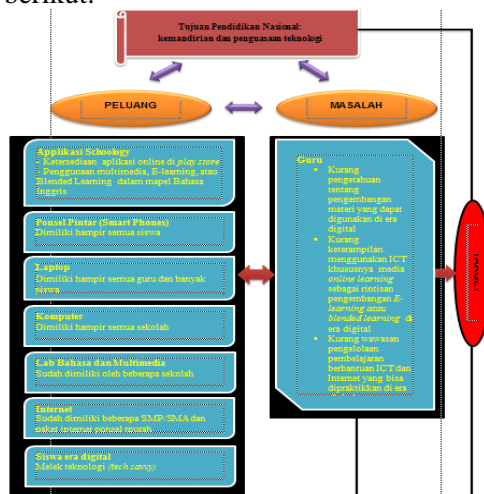 berikut:
Tujuan Pendidikan Nasional:
kemandirian dan penguasaan teknologi
PELUANG
MASALAH
Applikasi Schoology
- Ketersediaan aplikasi online di play store
- Penggunaan multimedia, E-learning, atau
Blended Learning dalam mapel Bahasa
Inggris
Ponsel Pintar (Smart Phones)
Dimiliki hampir semua siswa
Laptop
Dimiliki hampir semua guru dan banyak
siswa
Komputer
Dimiliki hampir semua sekolah
Lab Bahasa dan Multimedia
Sudah dimiliki oleh beberapa sekolah
Internet
Sudah dimiliki beberapa SMP/SMA dan
paket internet ponsel murah
Siswa era digital
Melek teknologi (tech savvy)
Guru
• Kurang
pengetahuan
tentang
pengembangan
materi yang dapat
digunakan di era
digital
• Kurang
keterampilan
menggunakan ICT
khususnya media
online learning
sebagai rintisan
pengembangan E-
learning atau
blended learning di
era digital
• Kurang wawasan
pengelolaan
pembelajaran
berbantuan ICT dan
Internet yang bisa
dipraktikkan di era